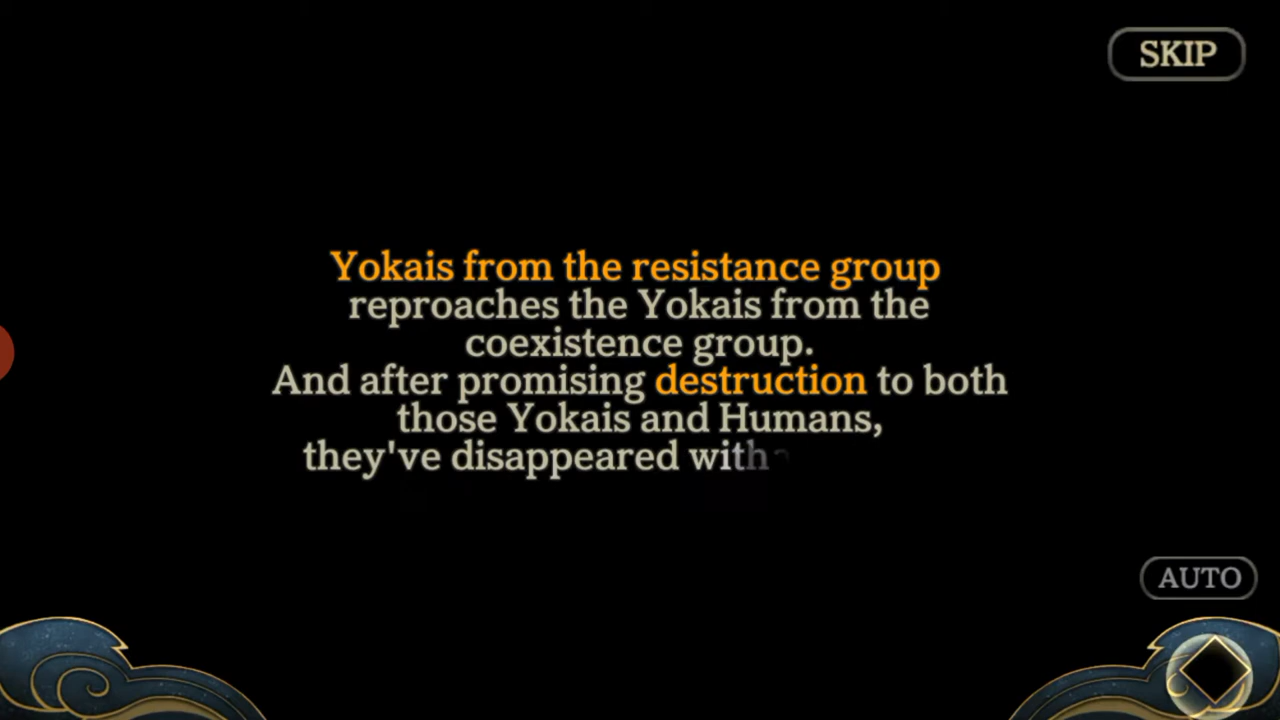 SKIP
Yokais from the resistance group
reproaches the Yokais from the
coexistence group.
And after promising destruction to both
those Yokais and Humans,
they've disappeared with
AUTO